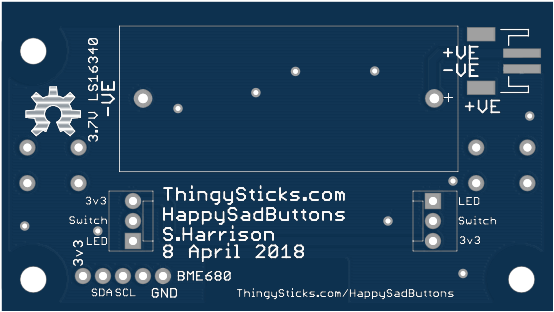 3.7V LS16340
-VE
+VE
-VE
+VE
+
3v3
Switch
LED
ThingySticks.com
HappySadButtons
S.Harrison
8 April 2018
LED
Switch
3v3
3v3
BME680
SDA SCL GND
ThingySticks.com/HappySadButtons